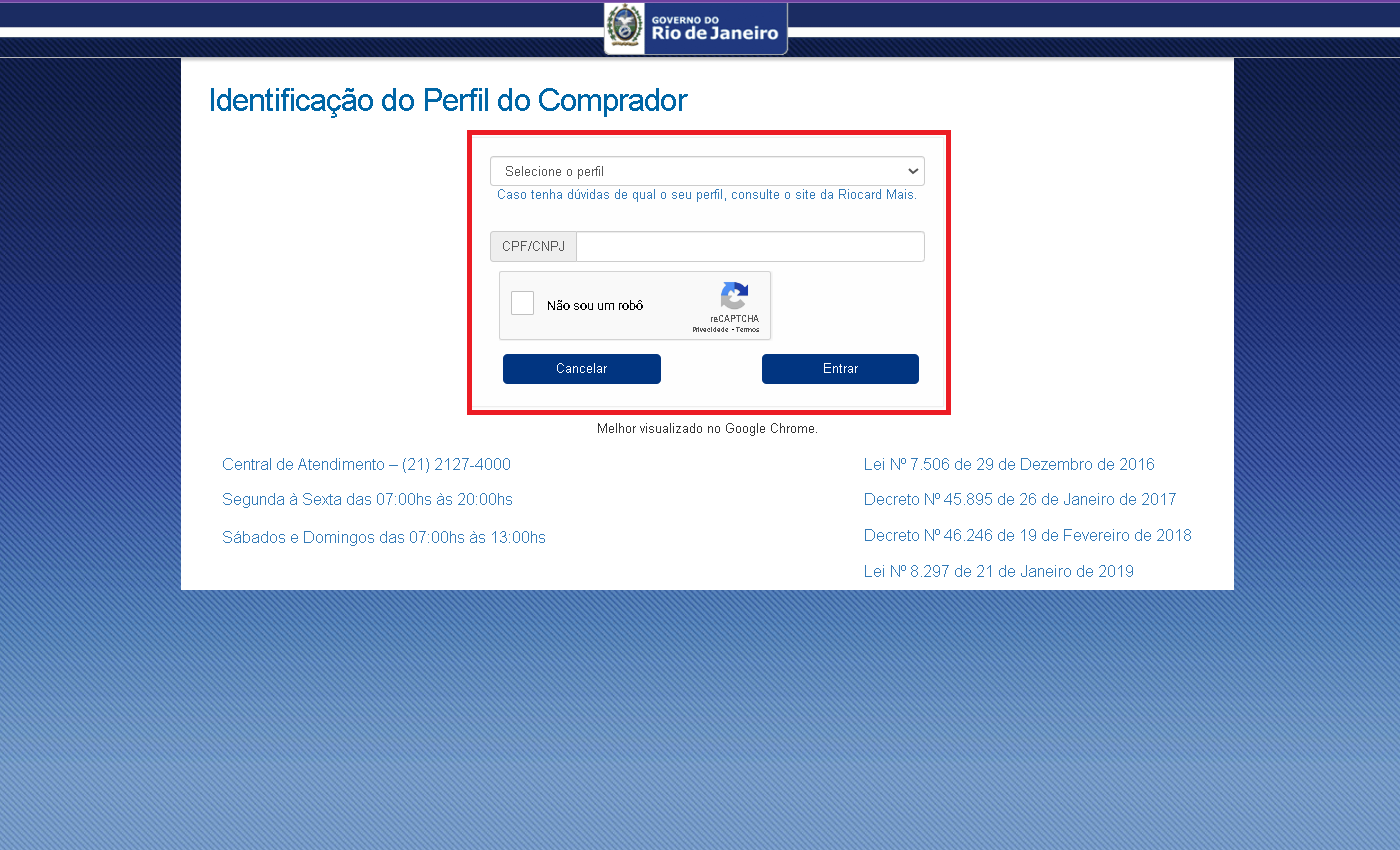 GOVERNO DO
Rio de Janeiro
Identificação do Perfil do Comprador
Selecione o perfil
Caso tenha dúvidas de qual o seu perfil, consulte o site da Riocard Mais.
CPF/CNPJ
Não sou um robô
reCAPTCHA
Privacidade - Termos
Cancelar
Entrar
Melhor visualizado no Google Chrome.
Central de Atendimento – (21) 2127-4000
Segunda à Sexta das 07:00hs às 20:00hs
Sábados e Domingos das 07:00hs às 13:00hs
Lei Nº 7.506 de 29 de Dezembro de 2016
Decreto Nº 45.895 de 26 de Janeiro de 2017
Decreto Nº 46.246 de 19 de Fevereiro de 2018
Lei Nº 8.297 de 21 de Janeiro de 2019